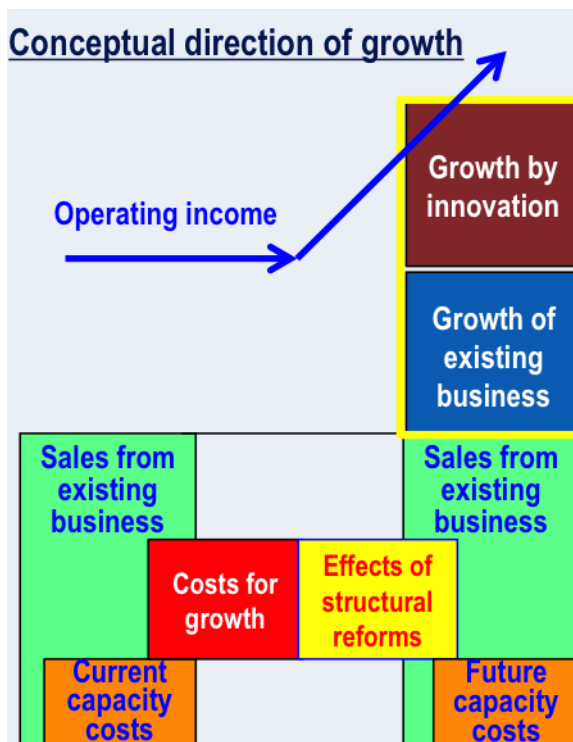 Conceptual direction of growth
Growth by
innovation
Operating income
Growth of
existing
business
Sales from
existing
business
Sales from
existing
business
Costs for
growth
Effects of
structural
reforms
Current
capacity
costs
Future
capacity
costs